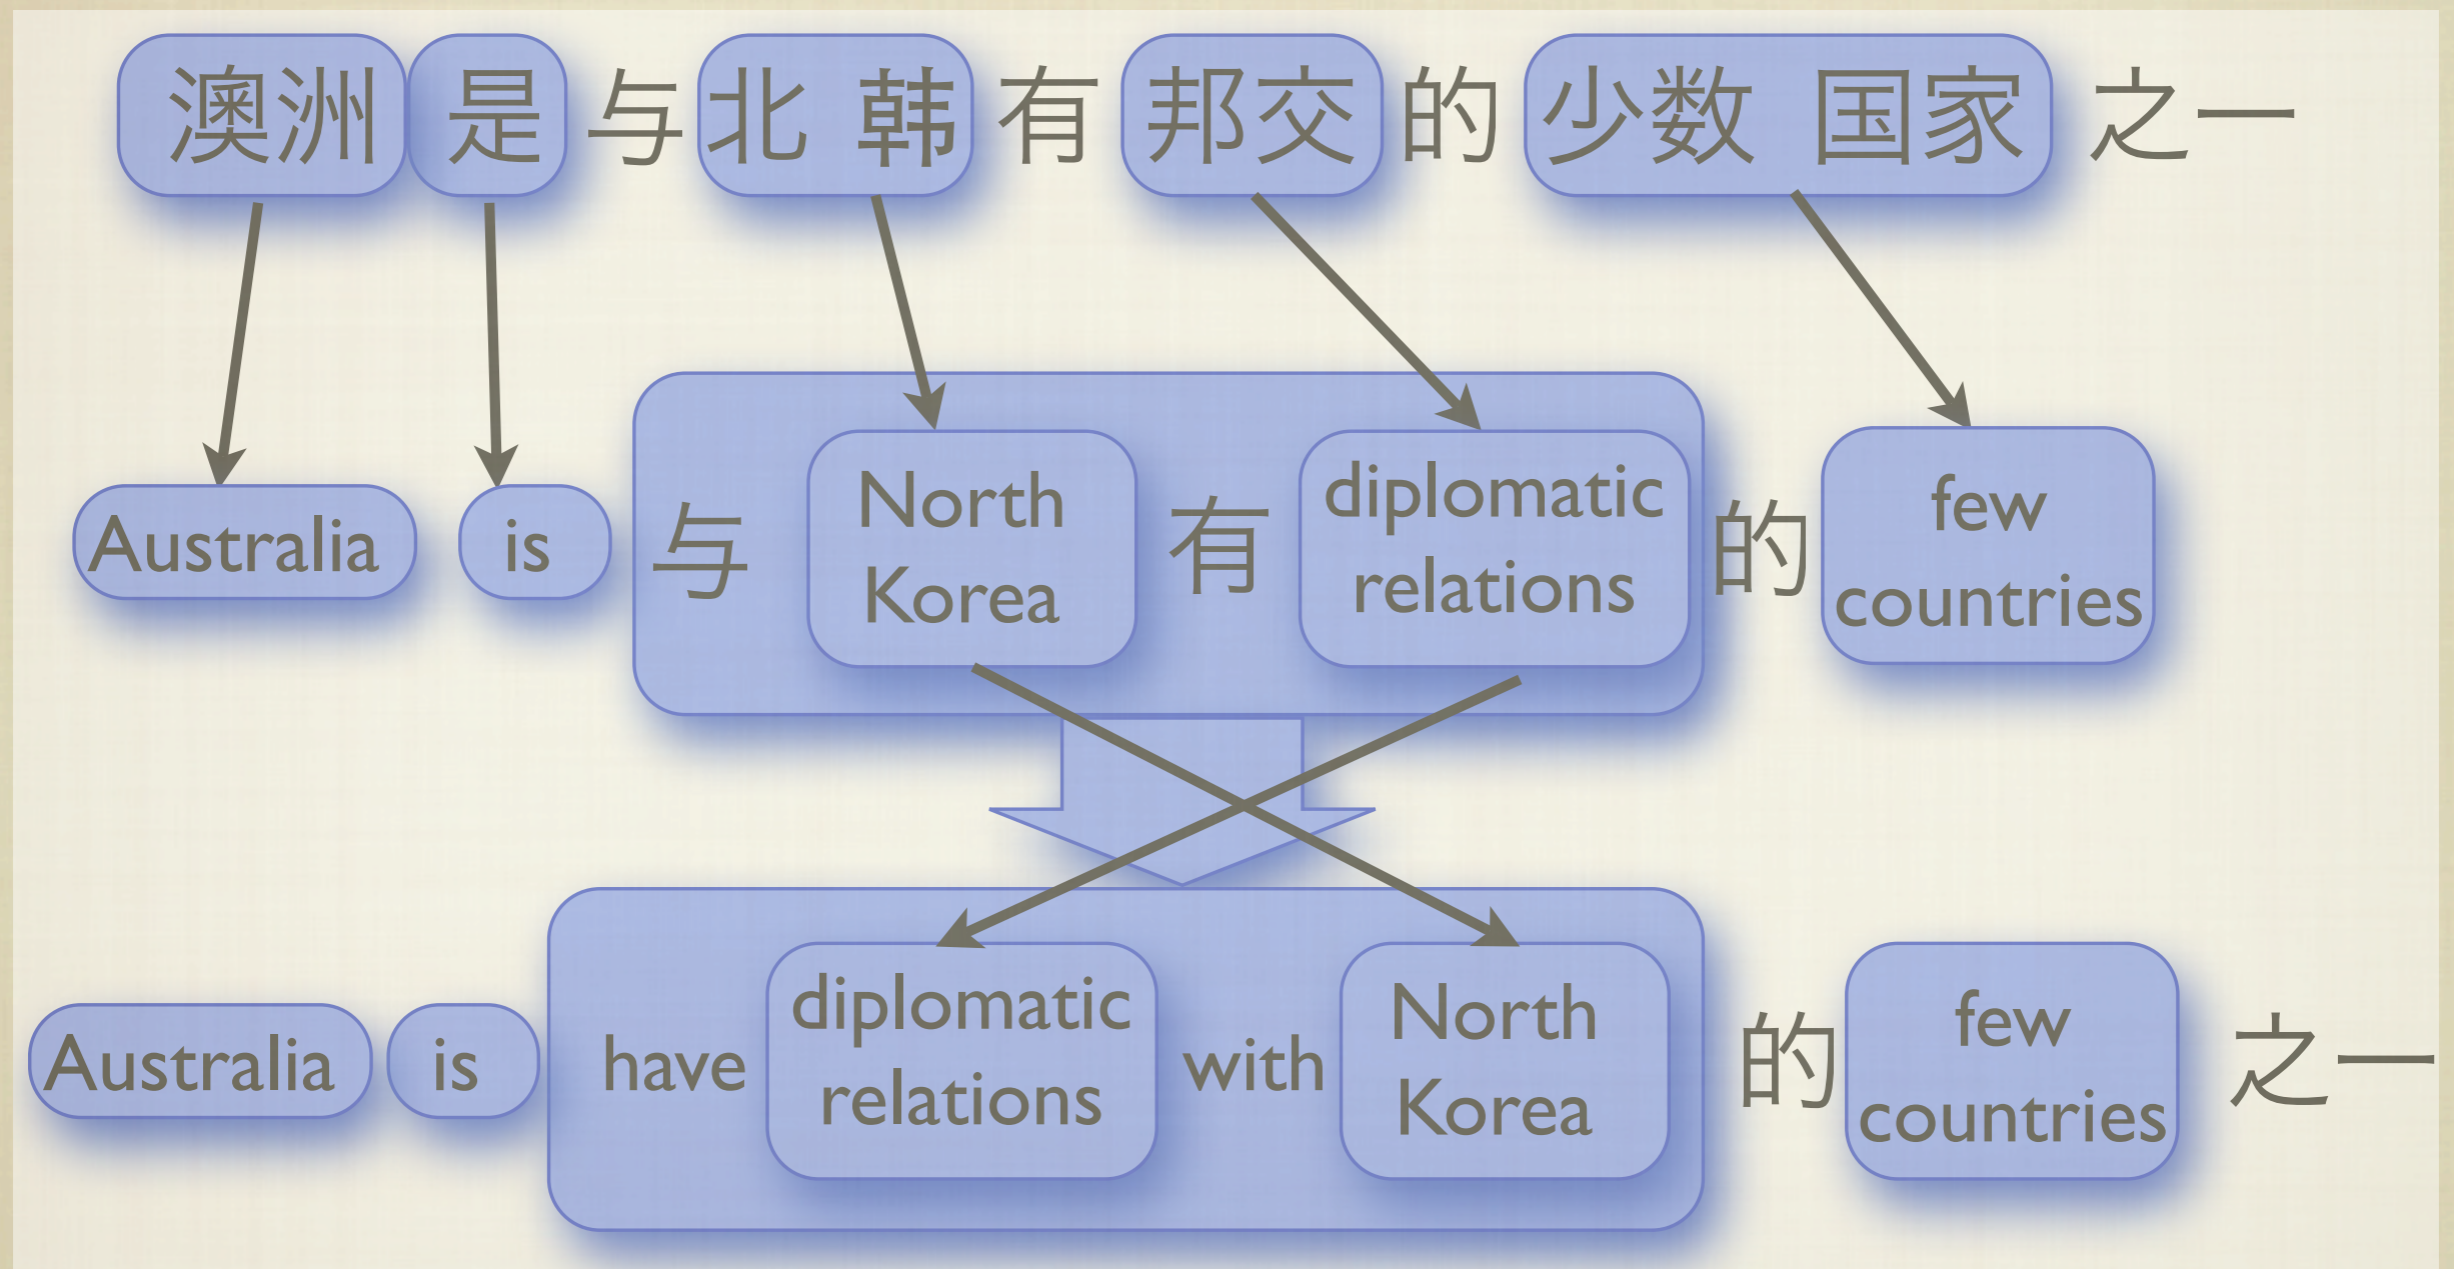 澳洲 是 与 北 韩 有 邦交 的 少数 国家 之一
Australia is 与 North Korea 有 diplomatic relations 的 few countries
Australia is have diplomatic relations with North Korea 的 few countries 之一